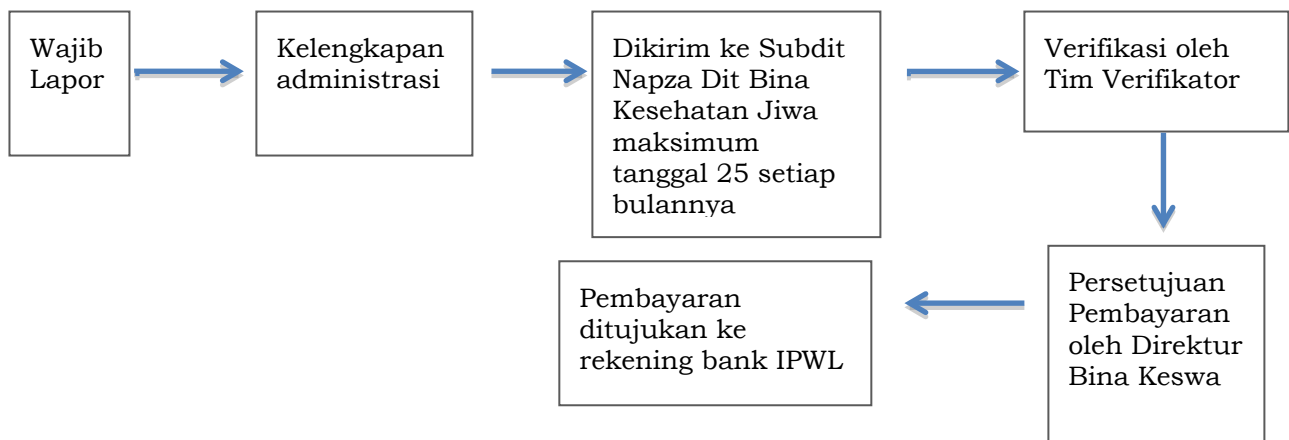 Wajib
Lapor
Kelengkapan
administrasi
Dikirim ke Subdit
Napza Dit Bina
Kesehatan Jiwa
maksimum
tanggal 25 setiap
bulannya
Verifikasi oleh
Tim Verifikator
Persetujuan
Pembayaran
oleh Direktur
Bina Keswa
Pembayaran
ditujukan ke
rekening bank IPWL